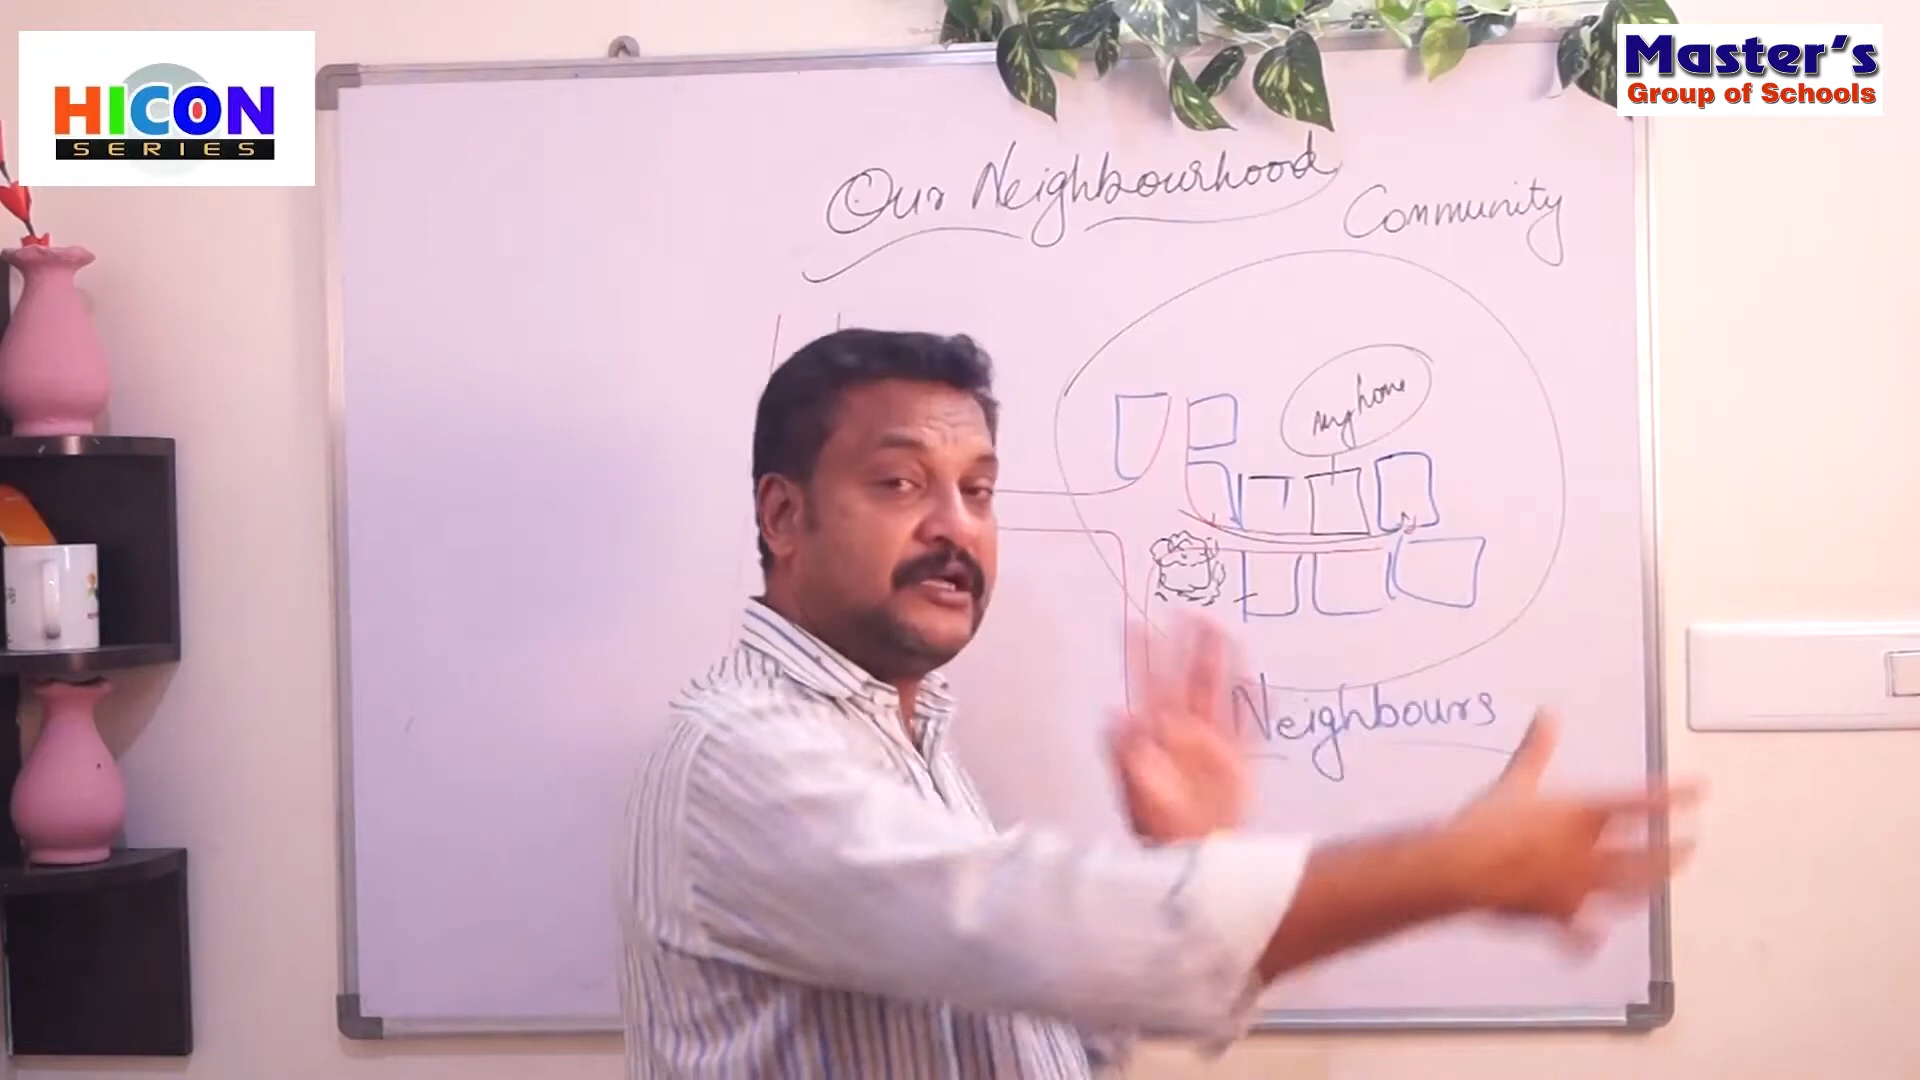 HICON
SERIES
Master's
Group of Schools
Our Neighbourhood
Community
my home
Neighbours